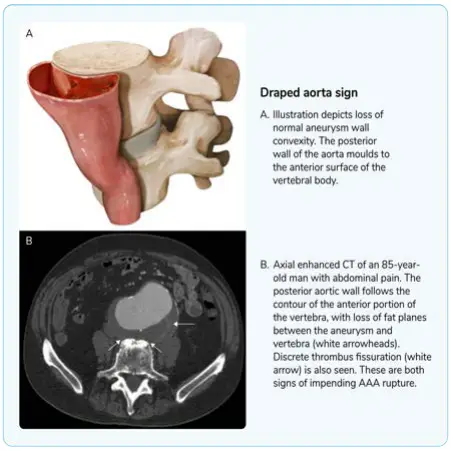 A
Draped aorta sign
A. Illustration depicts loss of
normal aneurysm wall
convexity. The posterior
wall of the aorta moulds to
the anterior surface of the
vertebral body.
B
B. Axial enhanced CT of an 85-year-
old man with abdominal pain. The
posterior aortic wall follows the
contour of the anterior portion of
the vertebra, with loss of fat planes
between the aneurysm and
vertebra (white arrowheads).
Discrete thrombus fissuration (white
arrow) is also seen. These are both
signs of impending AAA rupture.